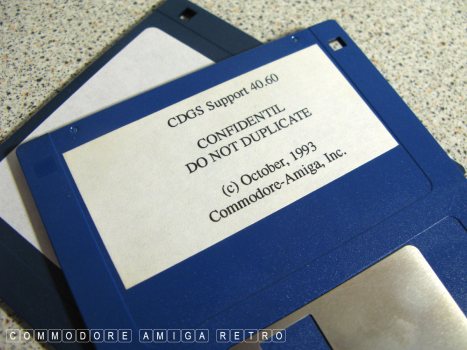 CDGS Support 40.60
CONFIDENTIL
DO NOT DUPLICATE
(c) October, 1993
Commodore-Amiga, Inc.
COMMODORE AMIGA RETRO